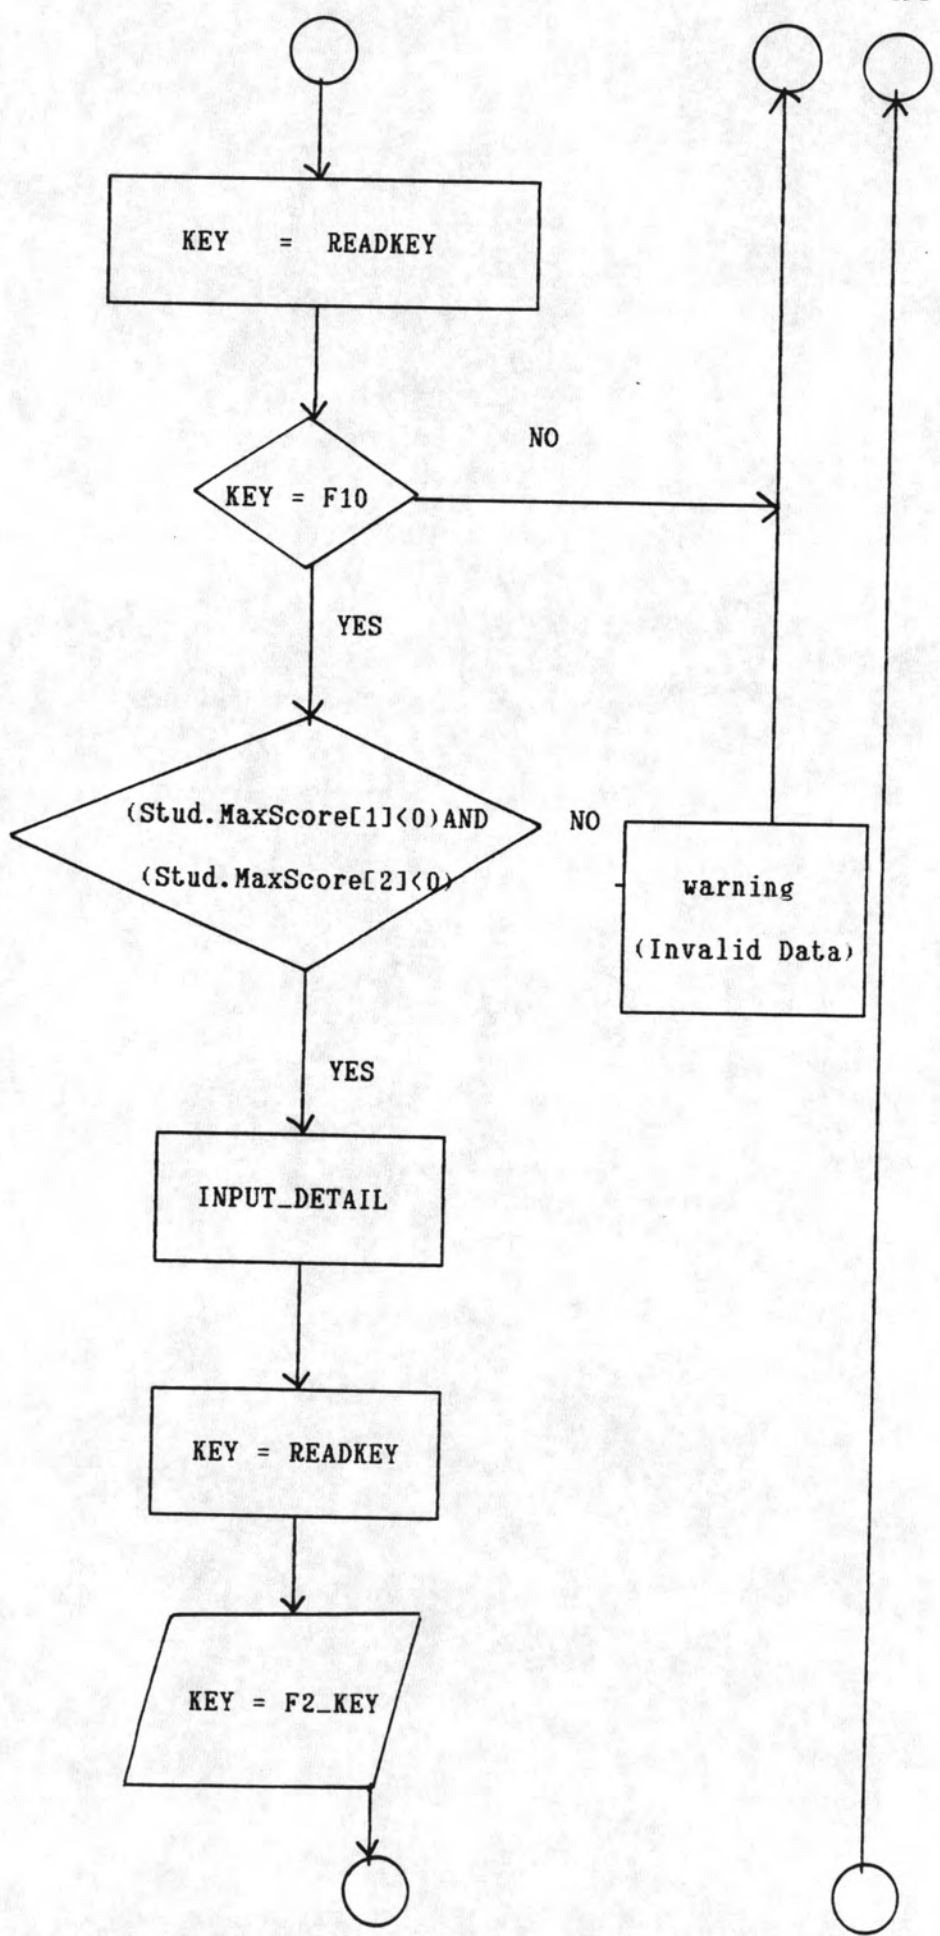 KEY = READKEY
NO
KEY = F10
YES
(Stud.MaxScore[1]<0)AND
(Stud.MaxScore[2]<0)
NO
warning
(Invalid Data)
YES
INPUT_DETAIL
KEY = READKEY
KEY = F2_KEY